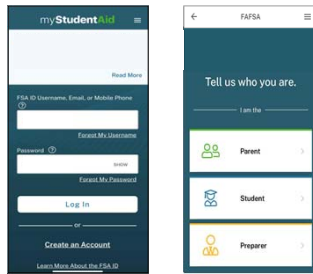 myStudentAid
Read More
FSA ID Username, Email, or Mobile Phone
Forgot My Username
Password
SHOW
Forgot My Password
Log In
or
Create an Account
Learn More About the FSA ID
FAFSA
Tell us who you are.
I am the
Parent
Student
Preparer